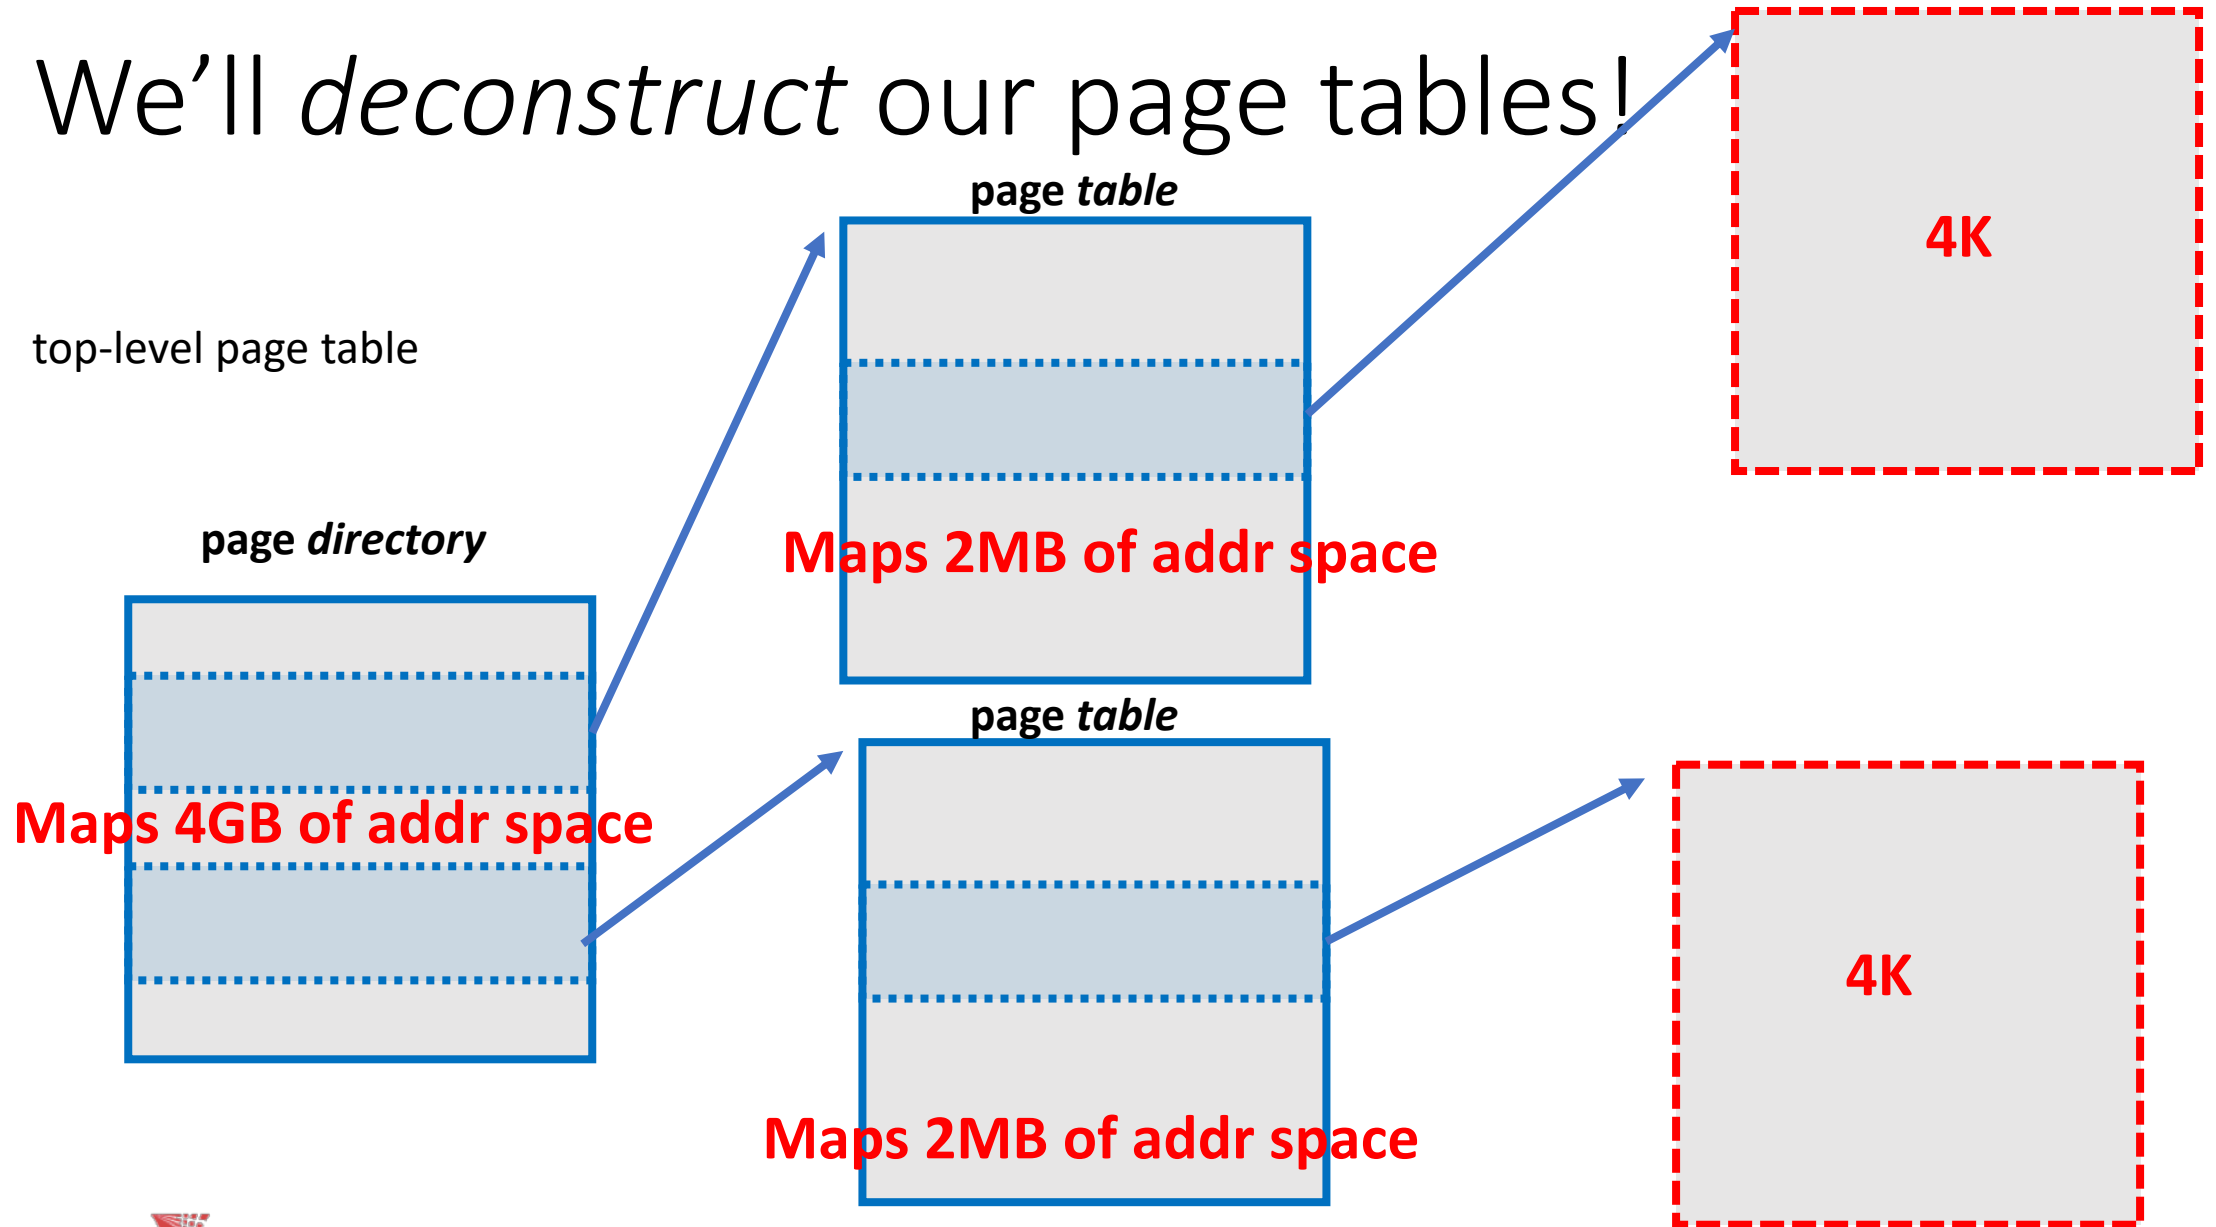 We'll deconstruct our page tables!
page table
4K
top-level page table
Maps 2MB of addr space
page directory
page table
Maps 4GB of addr space
4K
Maps 2MB of addr space